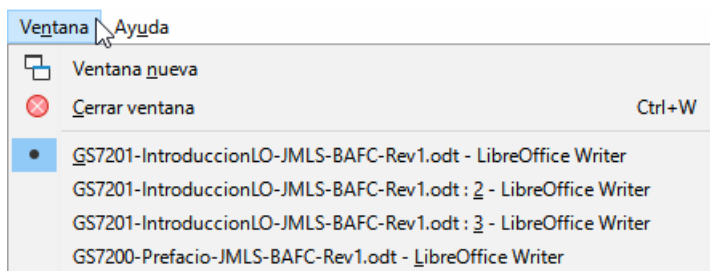 Ventana Ayuda
Ventana nueva
Cerrar ventana Ctrl+W
GS7201-IntroduccionLO-JMLS-BAFC-Rev1.odt - LibreOffice Writer
GS7201-IntroduccionLO-JMLS-BAFC-Rev1.odt : 2 - LibreOffice Writer
GS7201-IntroduccionLO-JMLS-BAFC-Rev1.odt : 3 - LibreOffice Writer
GS7200-Prefacio-JMLS-BAFC-Rev1.odt - LibreOffice Writer